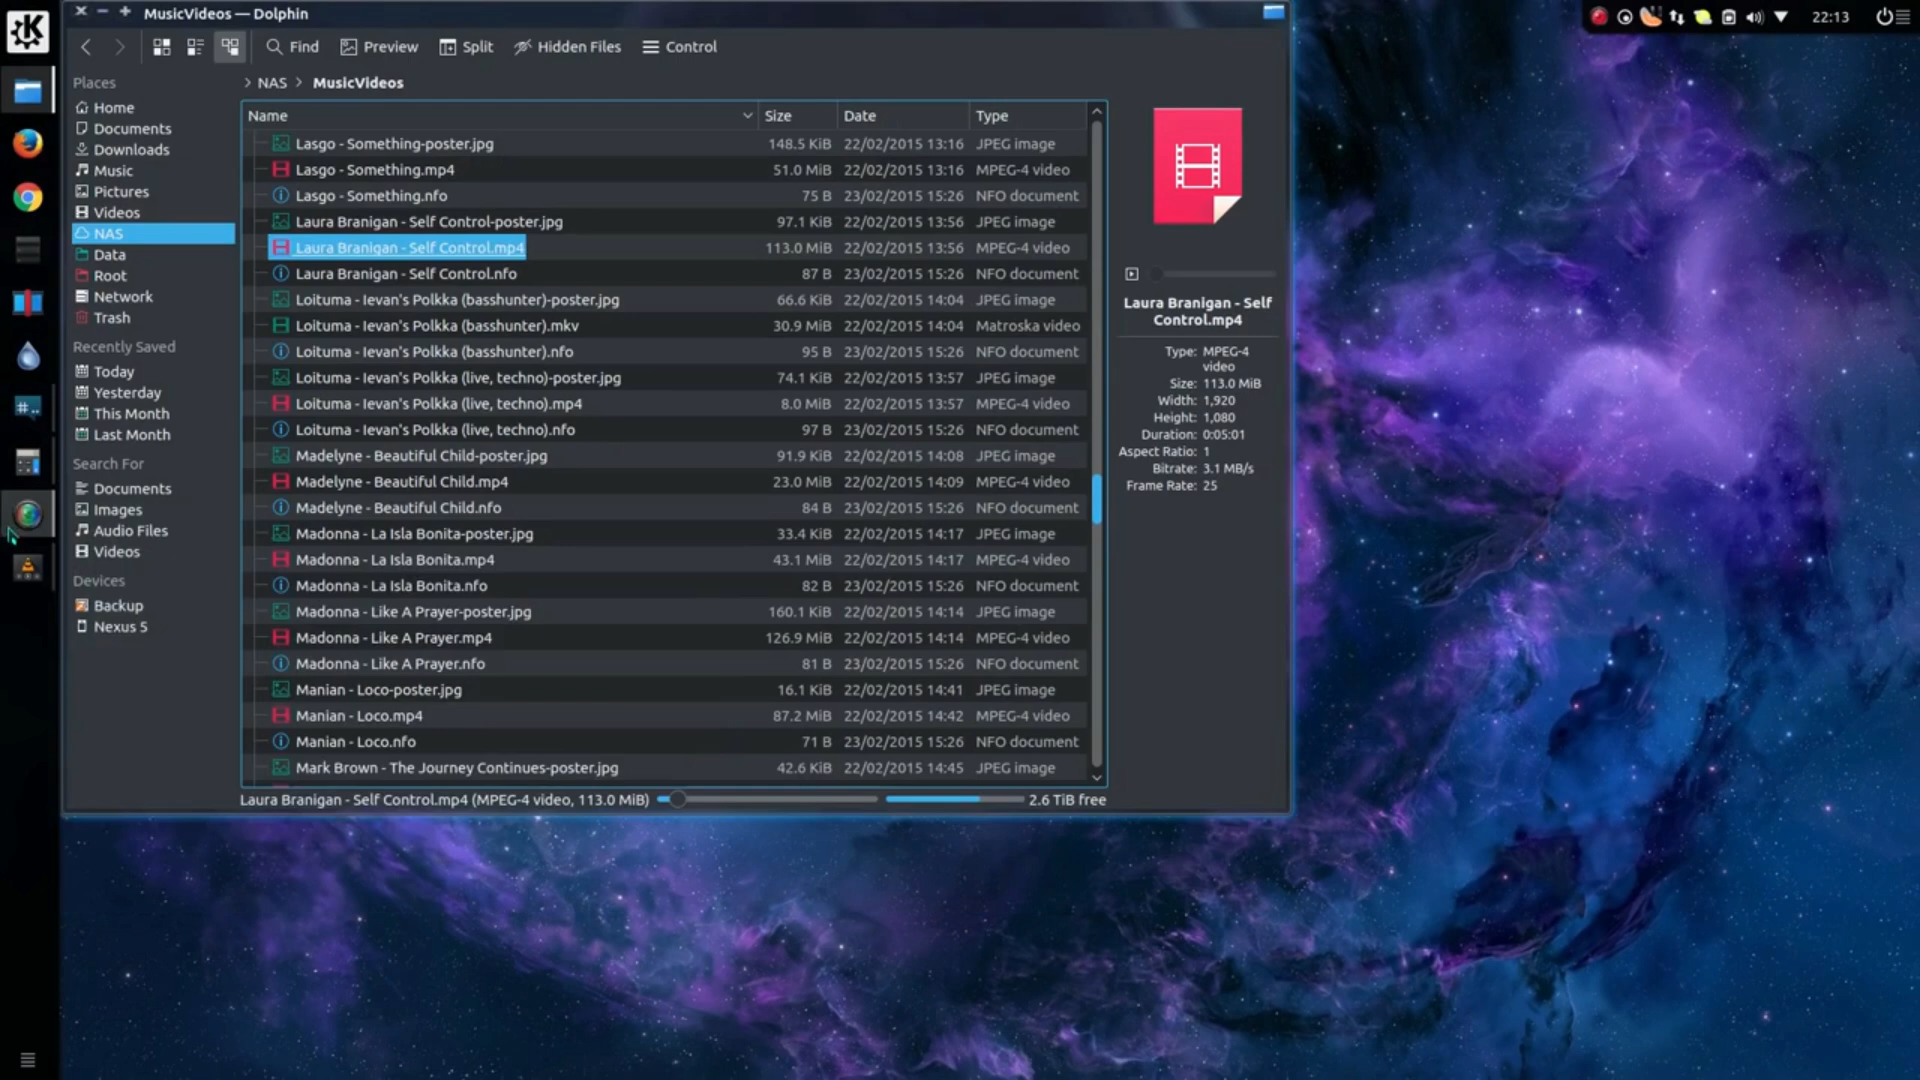 MusicVideos — Dolphin
22:13
Find Preview Split Hidden Files Control
Places
Home
Documents
Downloads
Music
Pictures
Videos
NAS
Data
Root
Network
Trash
Recently Saved
Today
Yesterday
This Month
Last Month
Search For
Documents
Images
Audio Files
Videos
Devices
Backup
Nexus 5
> NAS > MusicVideos
Name Size Date Type
Lasgo - Something-poster.jpg 148.5 KiB 22/02/2015 13:16 JPEG image
Lasgo - Something.mp4 51.0 MiB 22/02/2015 13:16 MPEG-4 video
Lasgo - Something.nfo 75 B 23/02/2015 15:26 NFO document
Laura Branigan - Self Control-poster.jpg 97.1 KiB 22/02/2015 13:56 JPEG image
Laura Branigan - Self Control.mp4 113.0 MiB 22/02/2015 13:56 MPEG-4 video
Laura Branigan - Self Control.nfo 87 B 23/02/2015 15:26 NFO document
Loituma - Ievan's Polkka (basshunter)-poster.jpg 66.6 KiB 22/02/2015 14:04 JPEG image
Loituma - Ievan's Polkka (basshunter).mkv 30.9 MiB 22/02/2015 14:04 Matroska video
Loituma - Ievan's Polkka (basshunter).nfo 95 B 23/02/2015 15:26 NFO document
Loituma - Ievan's Polkka (live, techno)-poster.jpg 74.1 KiB 22/02/2015 13:57 JPEG image
Loituma - Ievan's Polkka (live, techno).mp4 8.0 MiB 22/02/2015 13:57 MPEG-4 video
Loituma - Ievan's Polkka (live, techno).nfo 97 B 23/02/2015 15:26 NFO document
Madelyne - Beautiful Child-poster.jpg 91.9 KiB 22/02/2015 14:08 JPEG image
Madelyne - Beautiful Child.mp4 23.0 MiB 22/02/2015 14:09 MPEG-4 video
Madelyne - Beautiful Child.nfo 84 B 23/02/2015 15:26 NFO document
Madonna - La Isla Bonita-poster.jpg 33.4 KiB 22/02/2015 14:17 JPEG image
Madonna - La Isla Bonita.mp4 43.1 MiB 22/02/2015 14:17 MPEG-4 video
Madonna - La Isla Bonita.nfo 82 B 23/02/2015 15:26 NFO document
Madonna - Like A Prayer-poster.jpg 160.1 KiB 22/02/2015 14:14 JPEG image
Madonna - Like A Prayer.mp4 126.9 MiB 22/02/2015 14:14 MPEG-4 video
Madonna - Like A Prayer.nfo 81 B 23/02/2015 15:26 NFO document
Manian - Loco-poster.jpg 16.1 KiB 22/02/2015 14:41 JPEG image
Manian - Loco.mp4 87.2 MiB 22/02/2015 14:42 MPEG-4 video
Manian - Loco.nfo 71 B 23/02/2015 15:26 NFO document
Mark Brown - The Journey Continues-poster.jpg 42.6 KiB 22/02/2015 14:45 JPEG image
Laura Branigan - Self Control.mp4 (MPEG-4 video, 113.0 MiB) 2.6 TiB free
Laura Branigan - Self
Control.mp4
Type: MPEG-4
video
Size: 113.0 MiB
Width: 1,920
Height: 1,080
Duration: 0:05:01
Aspect Ratio: 1
Bitrate: 3.1 MB/s
Frame Rate: 25